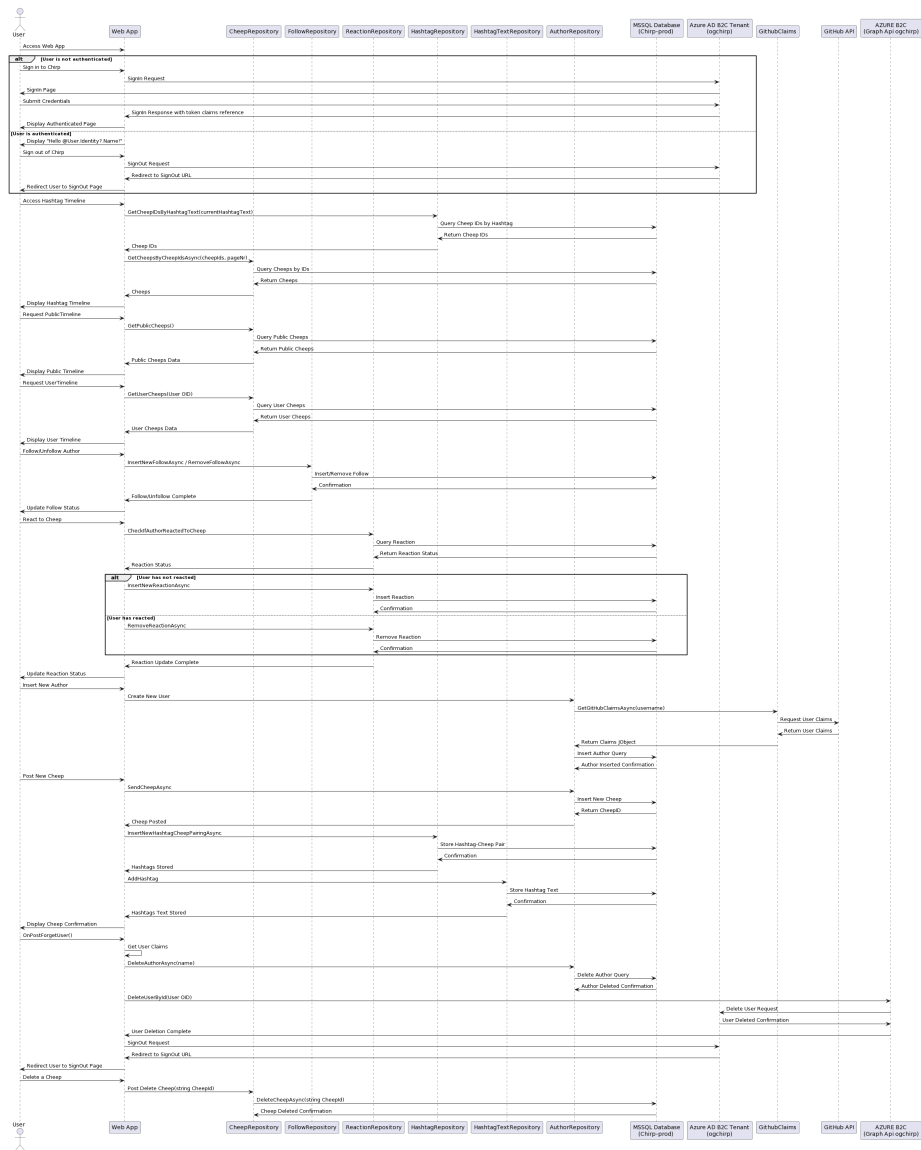 User
Web App
CheepRepository
FollowRepository
ReactionRepository
HashtagRepository
HashtagTextRepository
AuthorRepository
MSSQL Database
(Chirp-prod)
Azure AD B2C Tenant
(ogchirp)
GithubClaims
GitHub API
AZURE B2C
(Graph Api ogchirp)
Access Web App
alt [User is not authenticated]
Sign in to Chirp
SignIn Request
SignIn Page
Submit Credentials
SignIn Response with token claims reference
Display Authenticated Page
[User is authenticated]
Display "Hello @User.Identity?.Name!"
Sign out of Chirp
SignOut Request
Redirect to SignOut URL
Redirect User to SignOut Page
Access Hashtag Timeline
GetCheepIDsByHashtagText(currentHashtagText)
Query Cheep IDs by Hashtag
Return Cheep IDs
Cheep IDs
GetCheepsByCheepIdsAsync(cheepIds, pageNr)
Query Cheeps by IDs
Return Cheeps
Cheeps
Display Hashtag Timeline
Request PublicTimeline
GetPublicCheeps()
Query Public Cheeps
Return Public Cheeps
Public Cheeps Data
Display Public Timeline
Request UserTimeline
GetUserCheeps(User OID)
Query User Cheeps
Return User Cheeps
User Cheeps Data
Display User Timeline
Follow/Unfollow Author
InsertNewFollowAsync / RemoveFollowAsync
Insert/Remove Follow
Confirmation
Follow/Unfollow Complete
Update Follow Status
React to Cheep
CheckIfAuthorReactedToCheep
Query Reaction
Return Reaction Status
Reaction Status
alt [User has not reacted]
InsertNewReactionAsync
Insert Reaction
Confirmation
[User has reacted]
RemoveReactionAsync
Remove Reaction
Confirmation
Reaction Update Complete
Update Reaction Status
Insert New Author
Create New User
GetGitHubClaimsAsync(username)
Request User Claims
Return User Claims
Return Claims JObject
Insert Author Query
Author Inserted Confirmation
Post New Cheep
SendCheepAsync
Insert New Cheep
Return CheepID
Cheep Posted
InsertNewHashtagCheepPairingAsync
Store Hashtag-Cheep Pair
Confirmation
Hashtags Stored
AddHashtag
Store Hashtag Text
Confirmation
Hashtags Text Stored
Display Cheep Confirmation
OnPostForgetUser()
Get User Claims
DeleteAuthorAsync(name)
Delete Author Query
Author Deleted Confirmation
DeleteUserById(User OID)
Delete User Request
User Deleted Confirmation
User Deletion Complete
SignOut Request
Redirect to SignOut URL
Redirect User to SignOut Page
Delete a Cheep
Post Delete Cheep(string CheepId)
DeleteCheepAsync(string CheepId)
Cheep Deleted Confirmation
User
Web App
CheepRepository
FollowRepository
ReactionRepository
HashtagRepository
HashtagTextRepository
AuthorRepository
MSSQL Database
(Chirp-prod)
Azure AD B2C Tenant
(ogchirp)
GithubClaims
GitHub API
AZURE B2C
(Graph Api ogchirp)